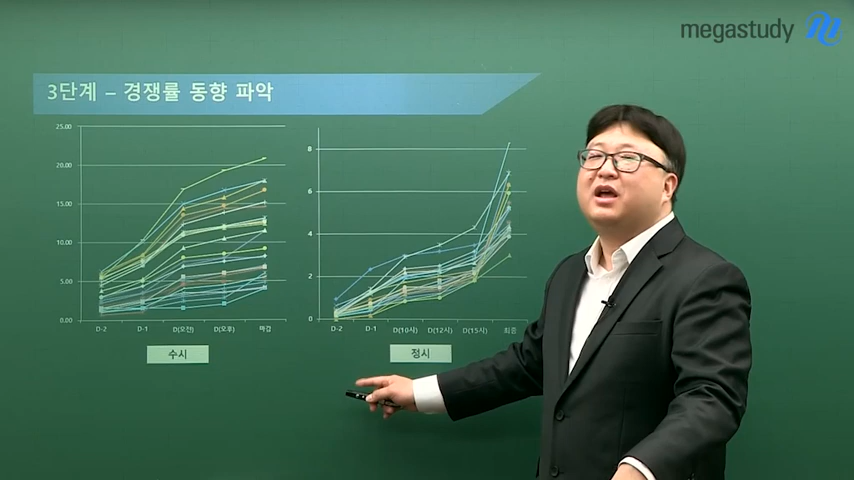 megastudy
3단계 – 경쟁률 동향 파악
25.00
20.00
15.00
10.00
5.00
0.00
D-2 D-1 D(오전) D(오후) 마감
수시
8
6
4
2
0
D-2 D-1 D(10시) D(12시) D(15시) 최종
정시